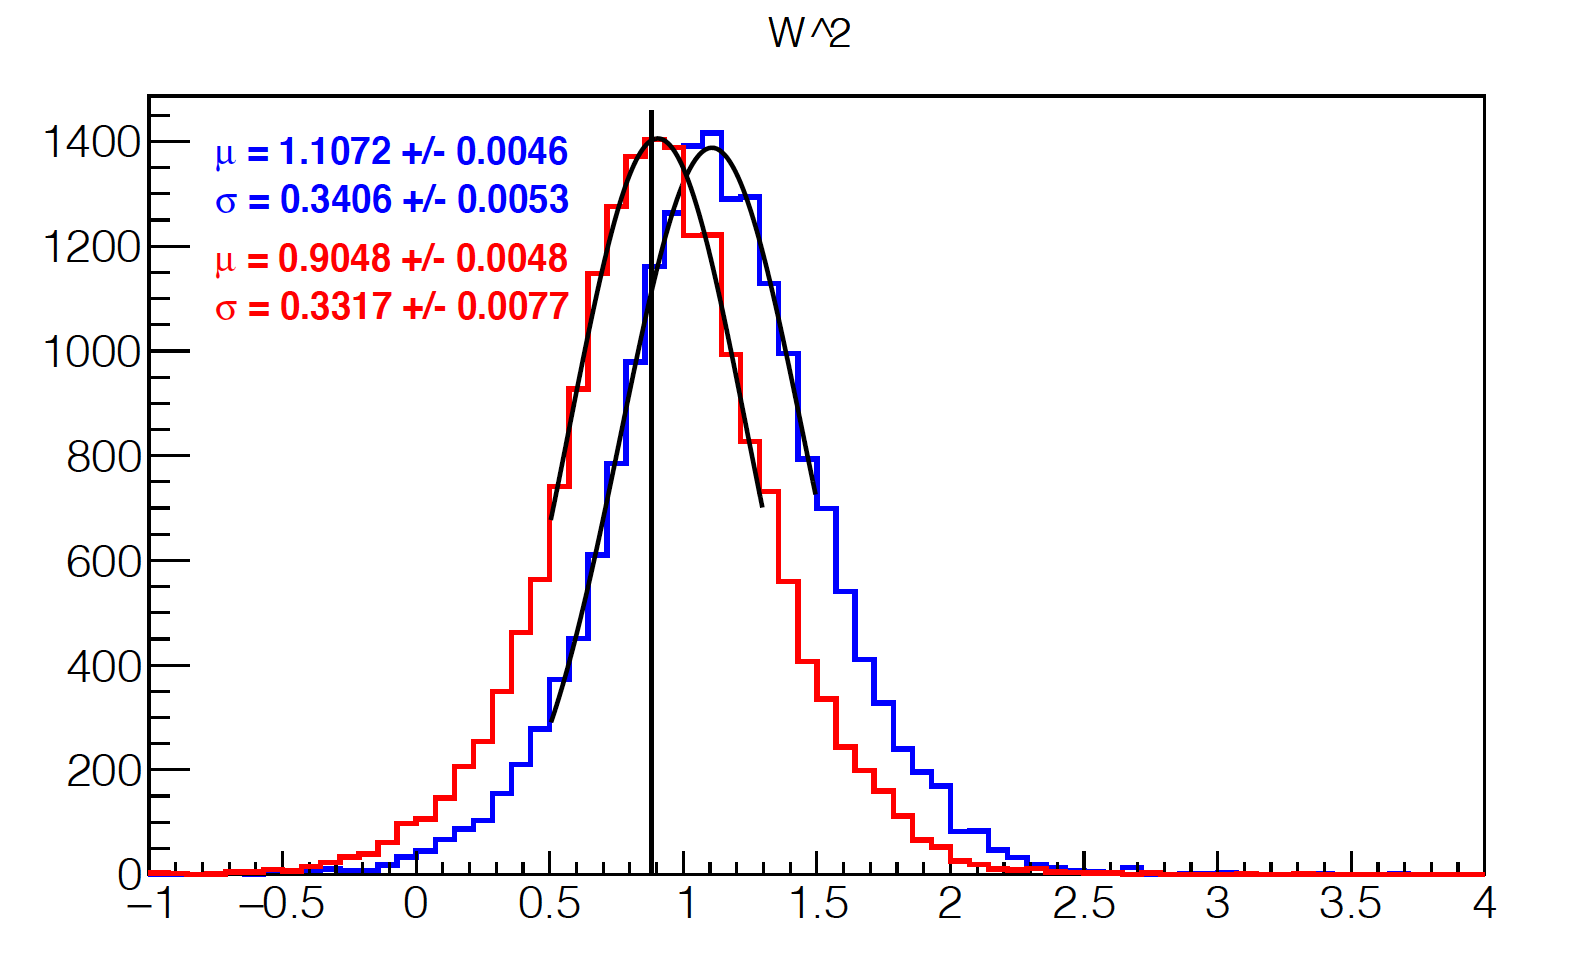 W^2
1400
1200
1000
800
600
400
200
0
μ = 1.1072 +/- 0.0046
σ = 0.3406 +/- 0.0053
μ = 0.9048 +/- 0.0048
σ = 0.3317 +/- 0.0077
−1 −0.5 0 0.5 1 1.5 2 2.5 3 3.5 4